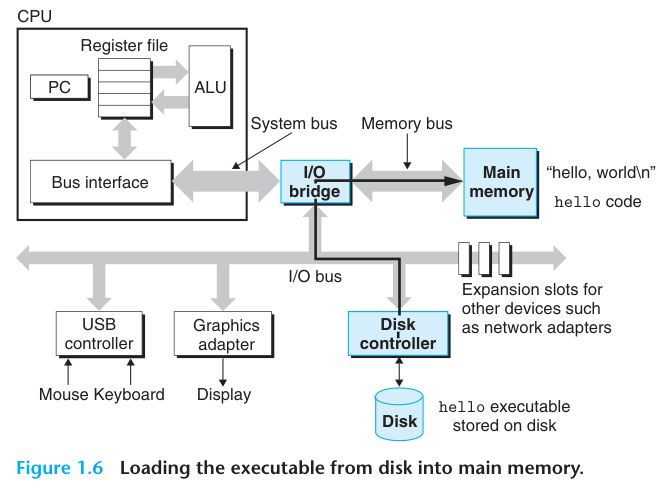 CPU
Register file
PC
ALU
System bus
Memory bus
Bus interface
I/O
bridge
Main
memory
“hello, world\n”
hello code
I/O bus
Expansion slots for
other devices such
as network adapters
USB
controller
Graphics
adapter
Disk
controller
Mouse Keyboard
Display
Disk
hello executable
stored on disk
Figure 1.6 Loading the executable from disk into main memory.